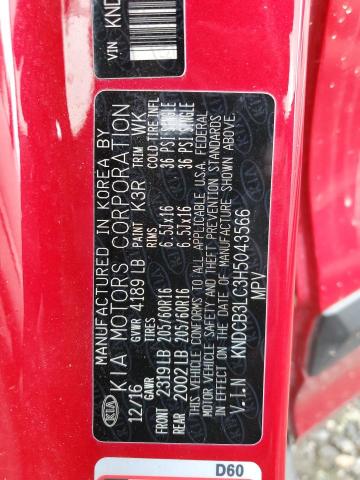 VIN KND
MANUFACTURED IN KOREA BY
KIA MOTORS CORPORATION
12/16 GVWR 4189 LB PAINT K3R TRIM WK
GAWR TIRES RIMS COLD TIRE INFL
FRONT 2319 LB 205/60R16 6.5JX16 36 PSI SINGLE
REAR 2002 LB 205/60R16 6.5JX16 36 PSI SINGLE
THIS VEHICLE CONFORMS TO ALL APPLICABLE U.S.A. FEDERAL
MOTOR VEHICLE SAFETY AND THEFT PREVENTION STANDARDS
IN EFFECT ON THE DATE OF MANUFACTURE SHOWN ABOVE.
V.I.N KNDCB3LC3H5043566
MPV
KIA
D60